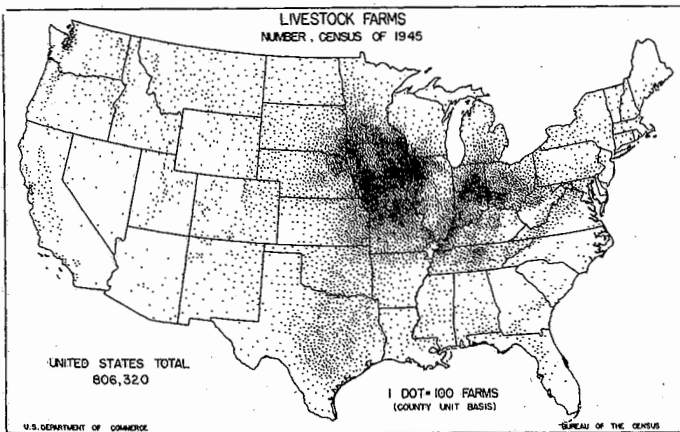 LIVESTOCK FARMS
NUMBER, CENSUS OF 1945
UNITED STATES TOTAL
806,320
1 DOT=100 FARMS
(COUNTY UNIT BASIS)
U.S. DEPARTMENT OF COMMERCE
BUREAU OF THE CENSUS